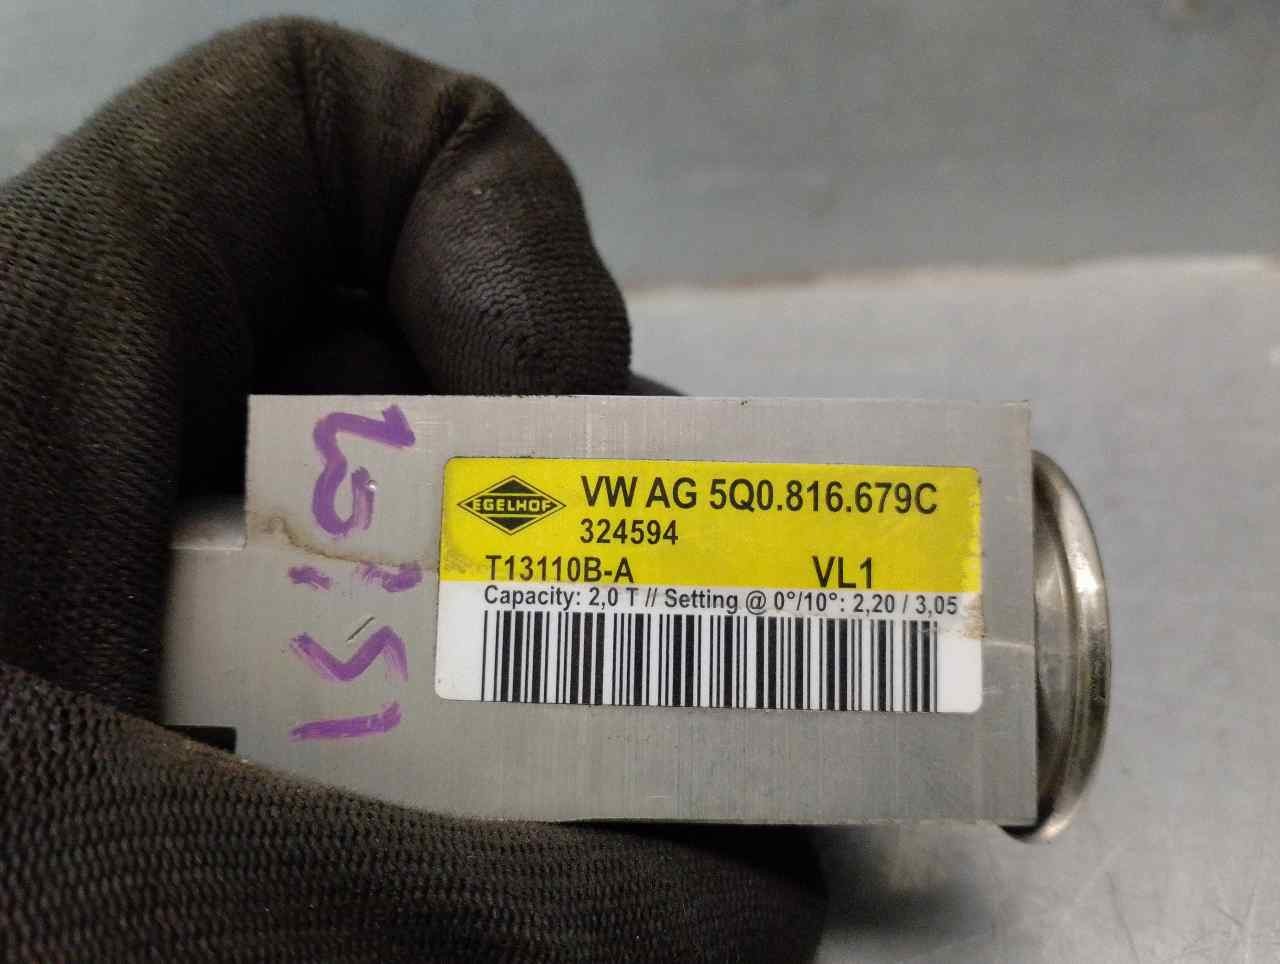 EGELHOF
VW AG 5Q0.816.679C
324594
T13110B-A VL1
Capacity: 2,0 T // Setting @ 0°/10°: 2,20 / 3,05